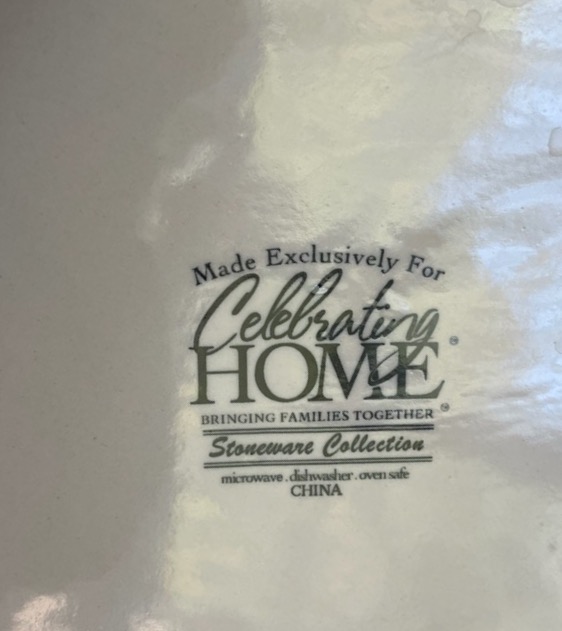 Made Exclusively For
Celebrating
HOME
BRINGING FAMILIES TOGETHER
Stoneware Collection
microwave . dishwasher . oven safe
CHINA